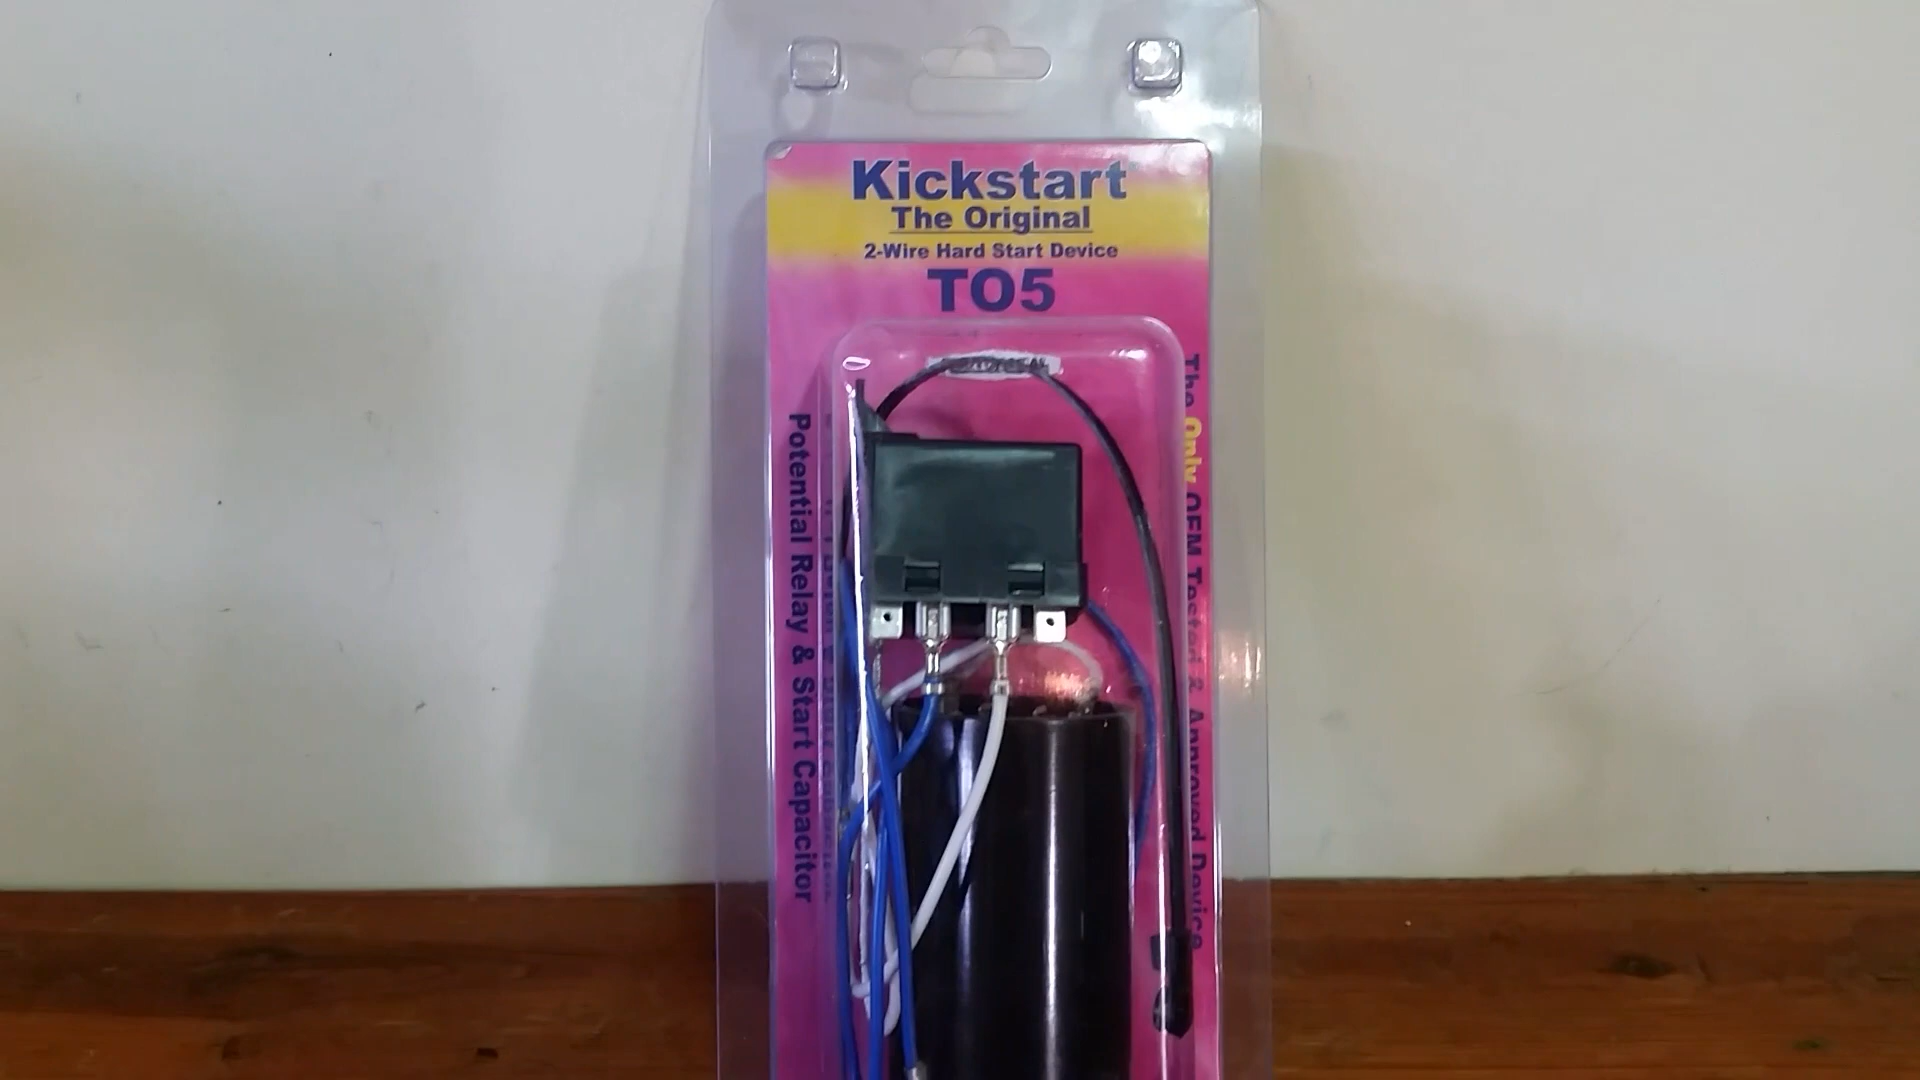 Kickstart
The Original
2-Wire Hard Start Device
TO5
Potential Relay & Start Capacitor
The Only OEM Tested & Approved Device